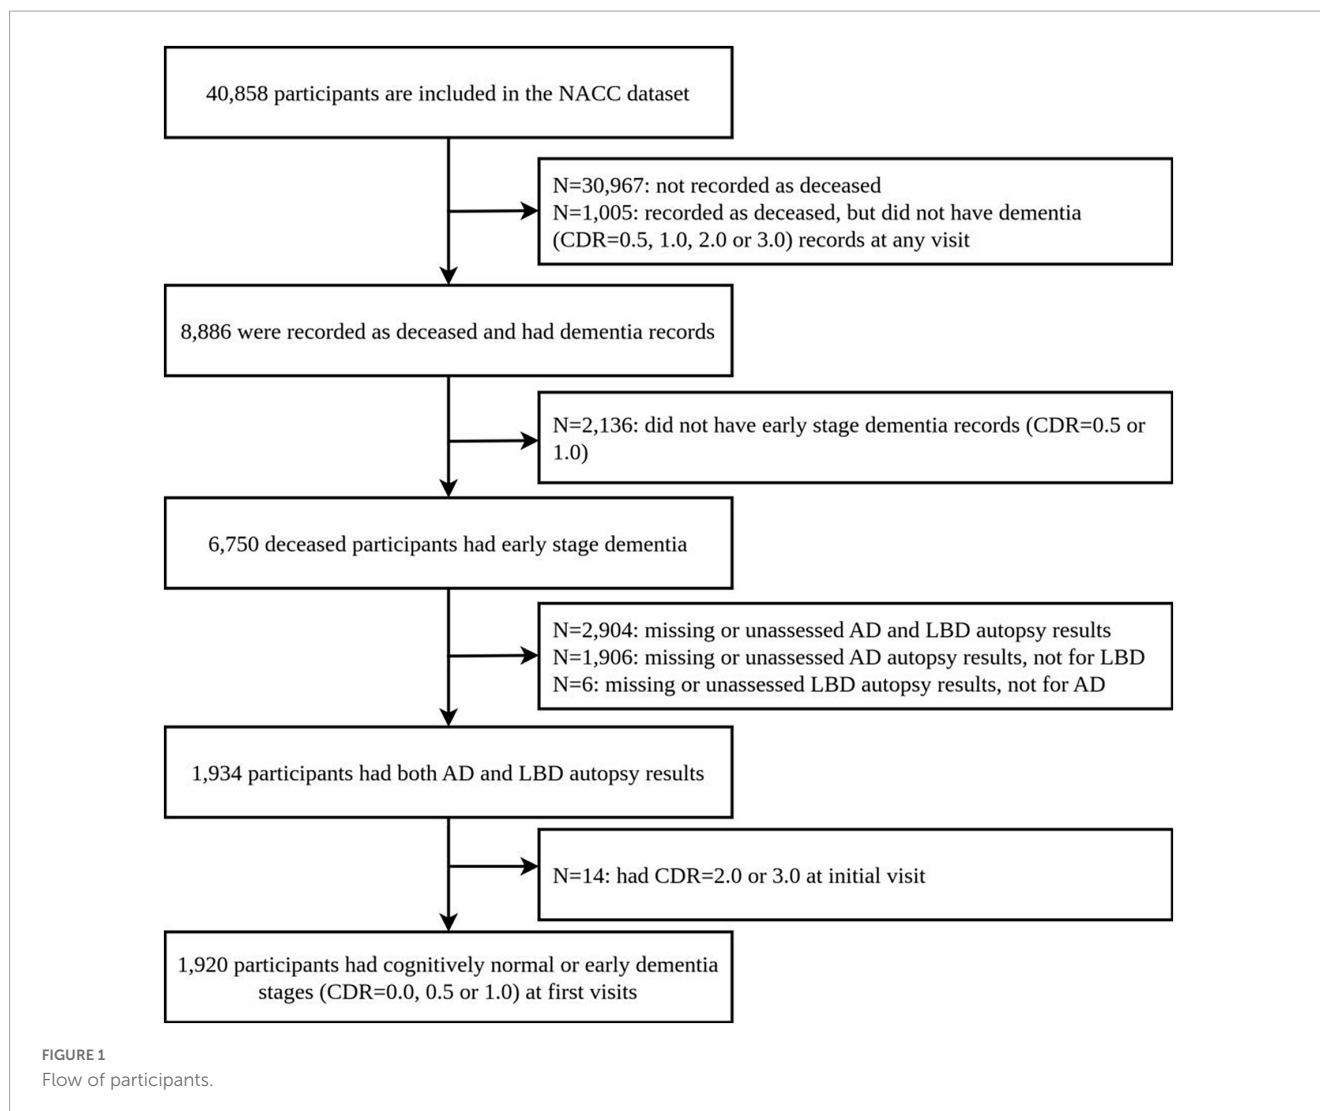 40,858 participants are included in the NACC dataset
N=30,967: not recorded as deceased
N=1,005: recorded as deceased, but did not have dementia
(CDR=0.5, 1.0, 2.0 or 3.0) records at any visit
8,886 were recorded as deceased and had dementia records
N=2,136: did not have early stage dementia records (CDR=0.5 or
1.0)
6,750 deceased participants had early stage dementia
N=2,904: missing or unassessed AD and LBD autopsy results
N=1,906: missing or unassessed AD autopsy results, not for LBD
N=6: missing or unassessed LBD autopsy results, not for AD
1,934 participants had both AD and LBD autopsy results
N=14: had CDR=2.0 or 3.0 at initial visit
1,920 participants had cognitively normal or early dementia
stages (CDR=0.0, 0.5 or 1.0) at first visits
FIGURE 1
Flow of participants.